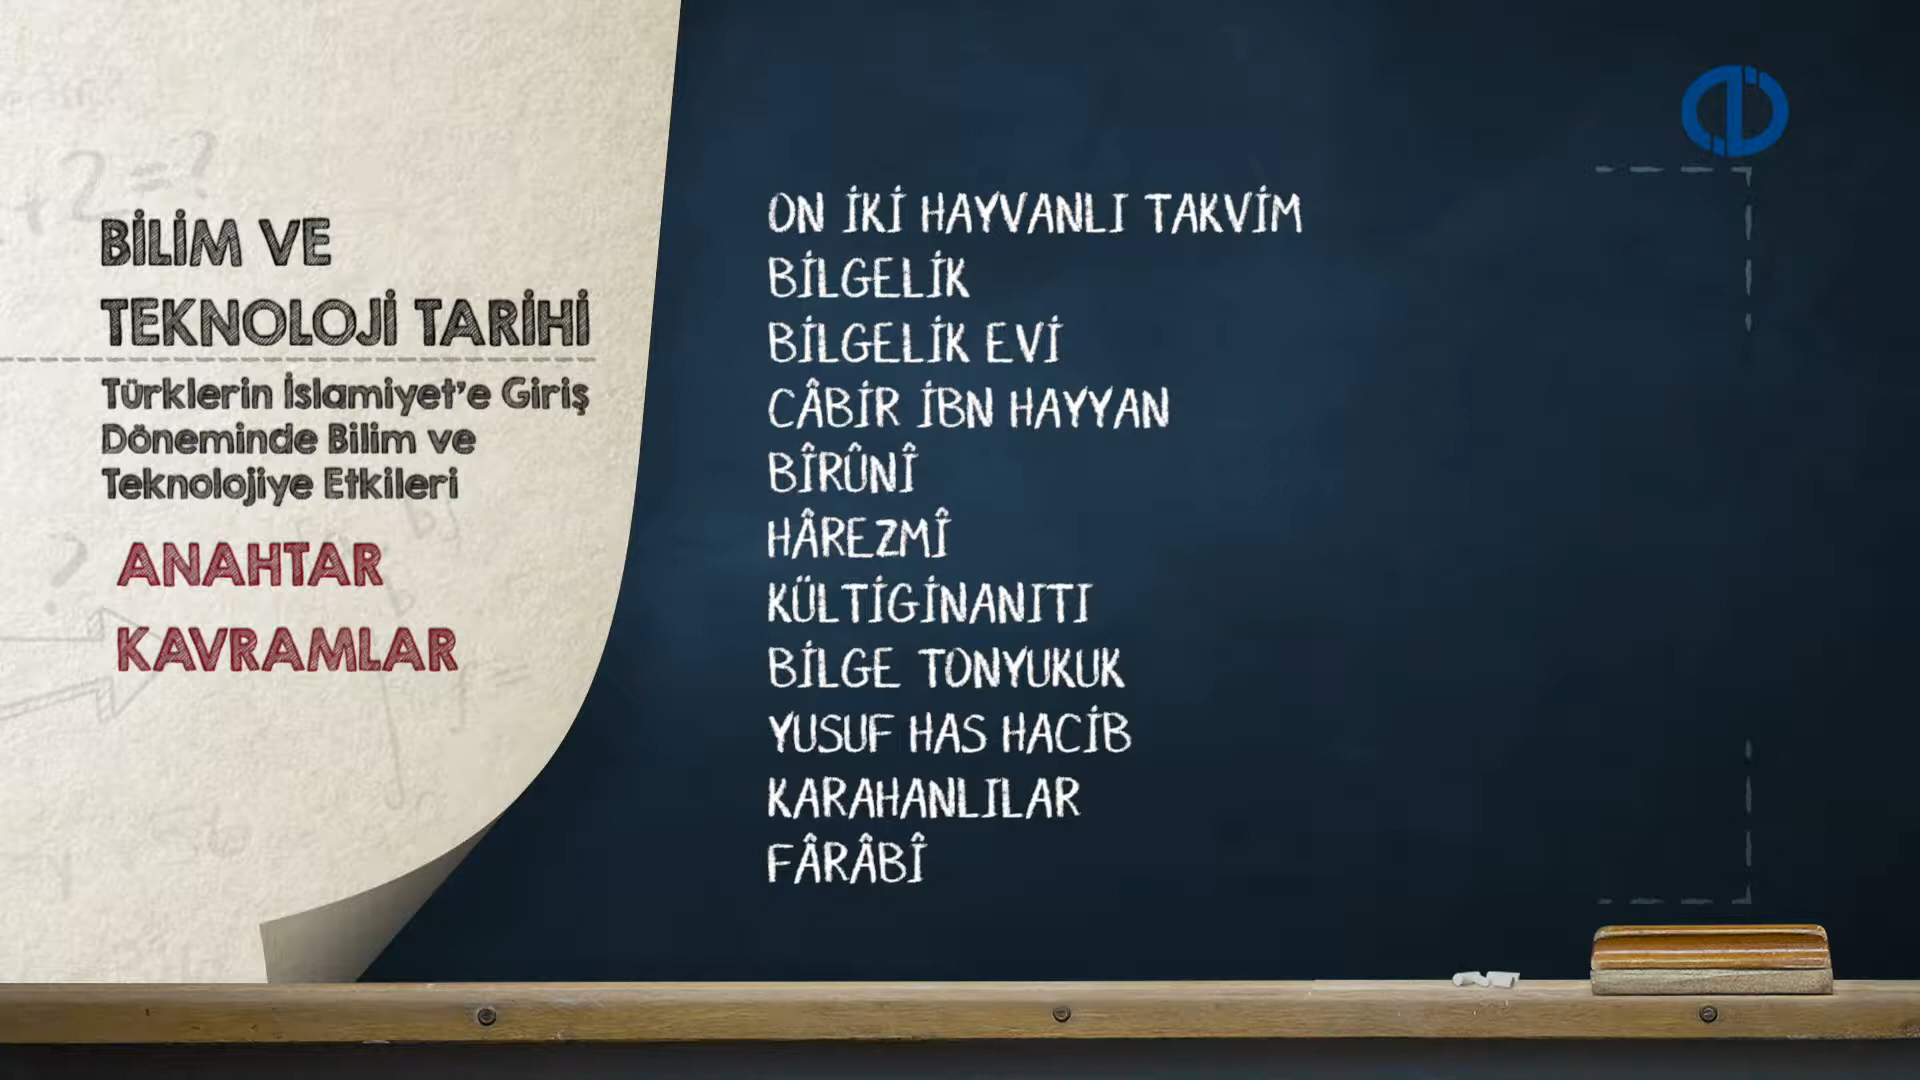 BİLİM VE
TEKNOLOJİ TARİHİ
Türklerin İslamiyet'e Giriş
Döneminde Bilim ve
Teknolojiye Etkileri
ANAHTAR
KAVRAMLAR
ON İKİ HAYVANLI TAKVİM
BİLGELİK
BİLGELİK EVİ
CÂBİR İBN HAYYAN
BÎRÛNÎ
HÂREZMÎ
KÜLTİGİNANITI
BİLGE TONYUKUK
YUSUF HAS HACİB
KARAHANLILAR
FÂRÂBÎ